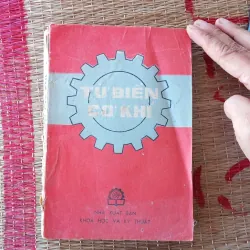 TỪ ĐIỂN
CƠ KHÍ
NHÀ XUẤT BẢN
KHOA HỌC VÀ KỸ THUẬT